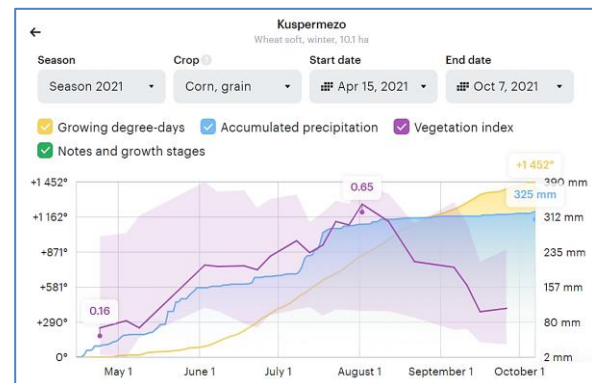 Kuspermezo
Wheat soft, winter, 10.1 ha
Season Crop Start date End date
Season 2021 Corn, grain Apr 15, 2021 Oct 7, 2021
Growing degree-days Accumulated precipitation Vegetation index
Notes and growth stages
+1 452°
+1 452° 0.65 390 mm
325 mm
+1162° 312 mm
+871° 235 mm
+581° 157 mm
0.16
+290° 80 mm
0° 2 mm
May 1 June 1 July 1 August 1 September 1 October 1